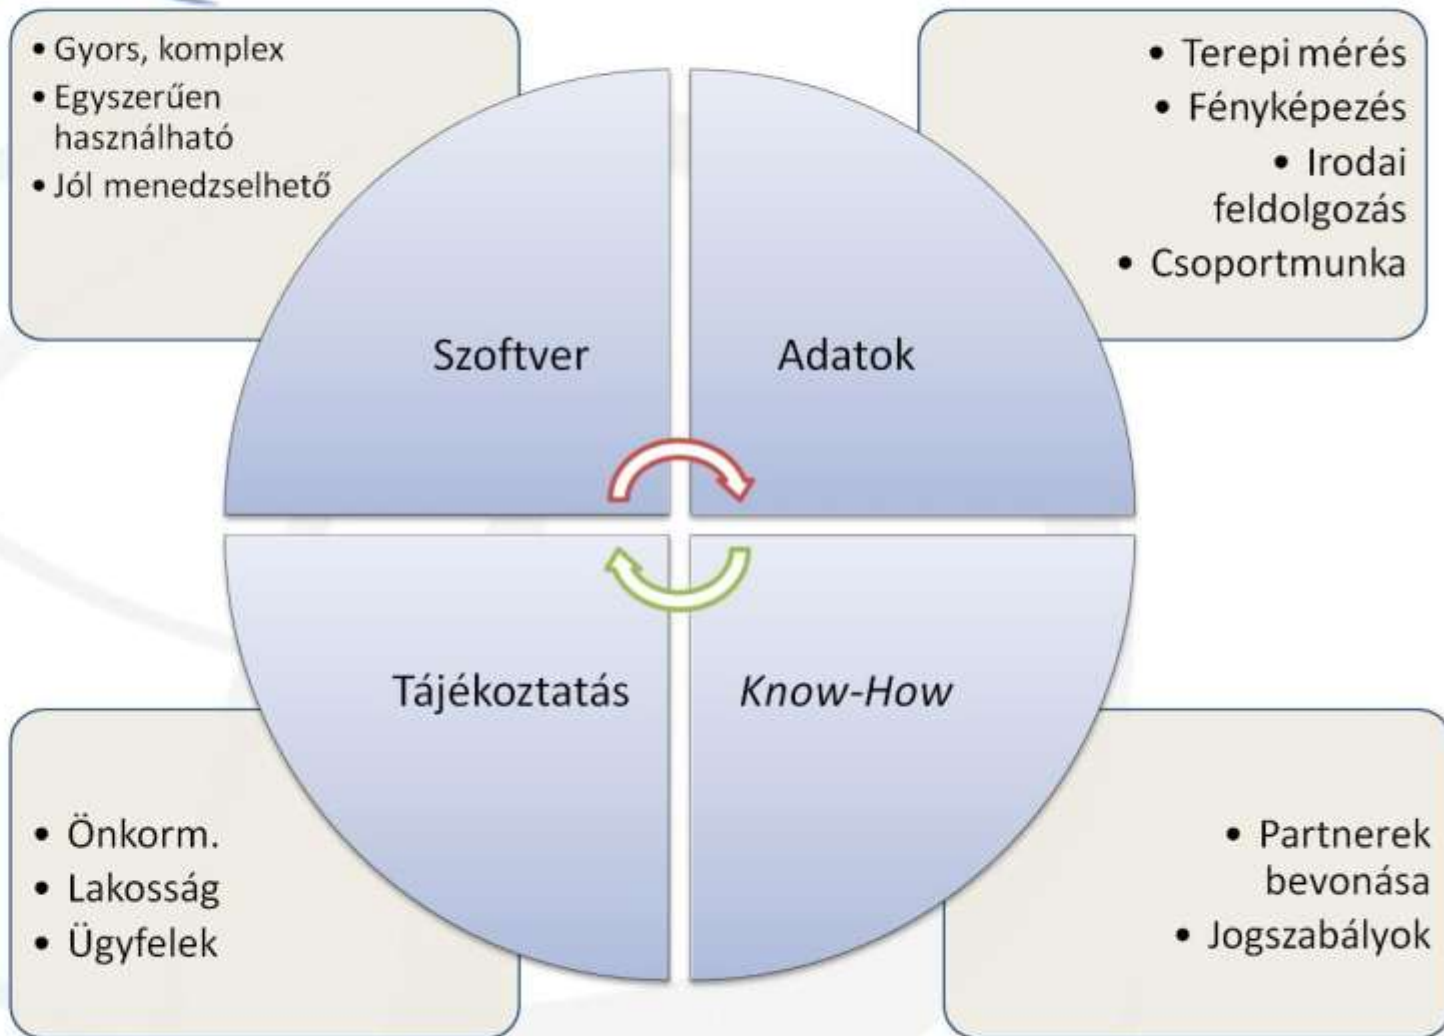 • Gyors, komplex
• Egyszerűen
használható
• Jól menedzselhető
• Terepi mérés
• Fényképezés
• Irodai
feldolgozás
• Csoportmunka
Szoftver
Adatok
Tájékoztatás
Know-How
• Önkorm.
• Lakosság
• Ügyfelek
• Partnerek
bevonása
• Jogszabályok